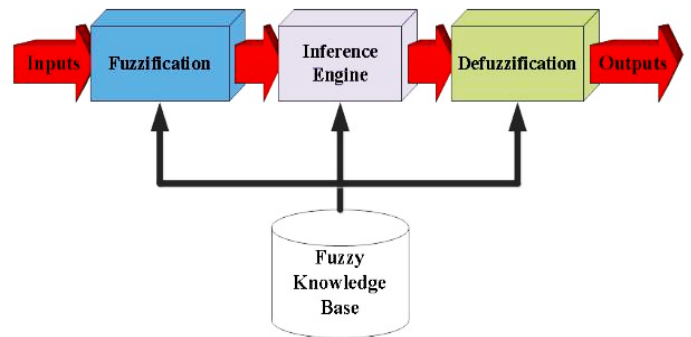 Inputs
Fuzzification
Inference
Engine
Defuzzification
Outputs
Fuzzy
Knowledge
Base